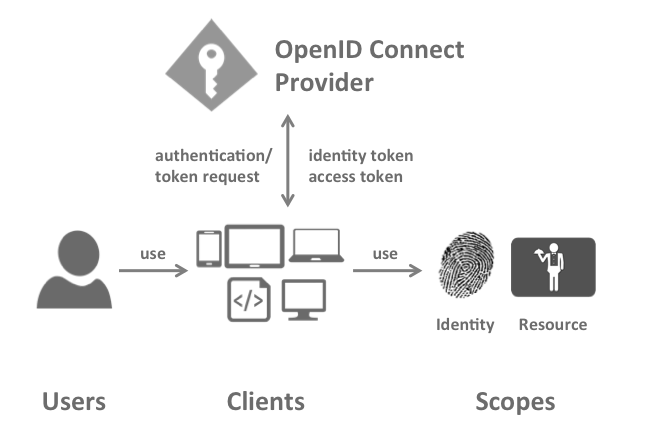 OpenID Connect
Provider
authentication/
token request
identity token
access token
use
use
</>
Identity
Resource
Users
Clients
Scopes